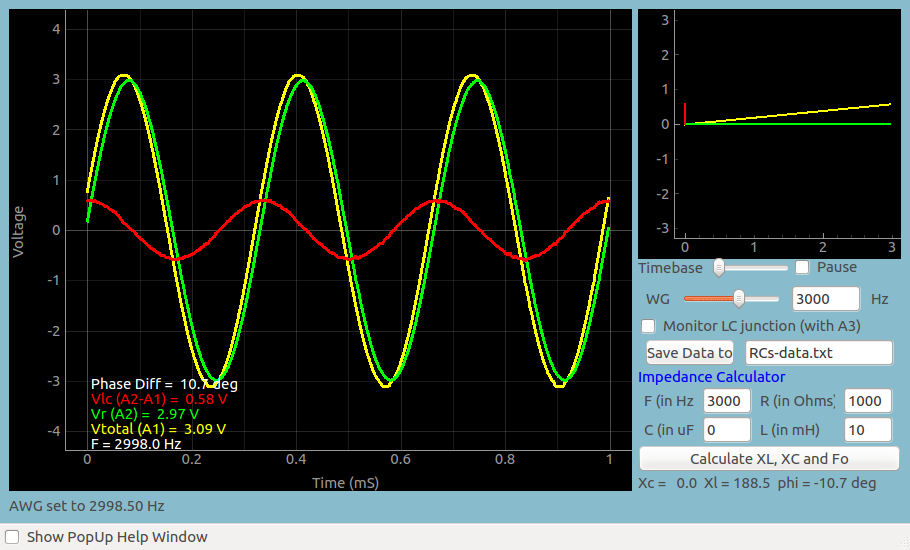 4
3
2
1
0
-1
-2
-3
-4
Voltage
Phase Diff = 10.7 deg
Vlc (A2-A1) = 0.58 V
Vr (A2) = 2.97 V
Vtotal (A1) = 3.09 V
F = 2998.0 Hz
0 0.2 0.4 0.6 0.8 1
Time (mS)
AWG set to 2998.50 Hz
Show PopUp Help Window
3
2
1
0
-1
-2
-3
0 1 2 3
Timebase Pause
WG 3000 Hz
Monitor LC junction (with A3)
Save Data to RCs-data.txt
Impedance Calculator
F (in Hz 3000 R (in Ohms) 1000
C (in uF 0 L (in mH) 10
Calculate XL, XC and Fo
Xc = 0.0 Xl = 188.5 phi = -10.7 deg